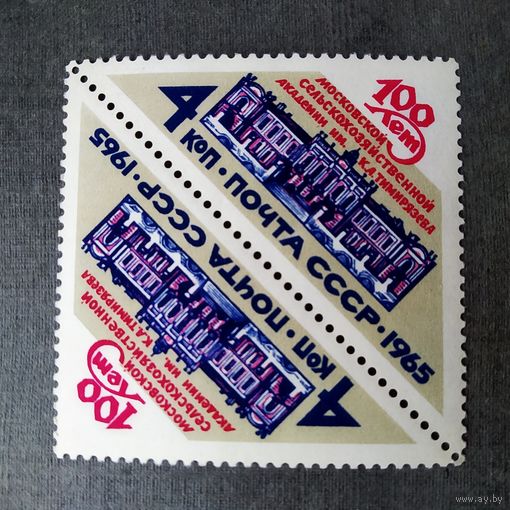 100
лет
МОСКОВСКОЙ
СЕЛЬСКОХОЗЯЙСТВЕННОЙ
АКАДЕМИИ ИМ.
К.А.ТИМИРЯЗЕВА
4 КОП • ПОЧТА СССР • 1965
4 КОП • ПОЧТА СССР • 1965
100
лет
МОСКОВСКОЙ
СЕЛЬСКОХОЗЯЙСТВЕННОЙ
АКАДЕМИИ ИМ. К.А.ТИМИРЯЗЕВА
www.ay.by